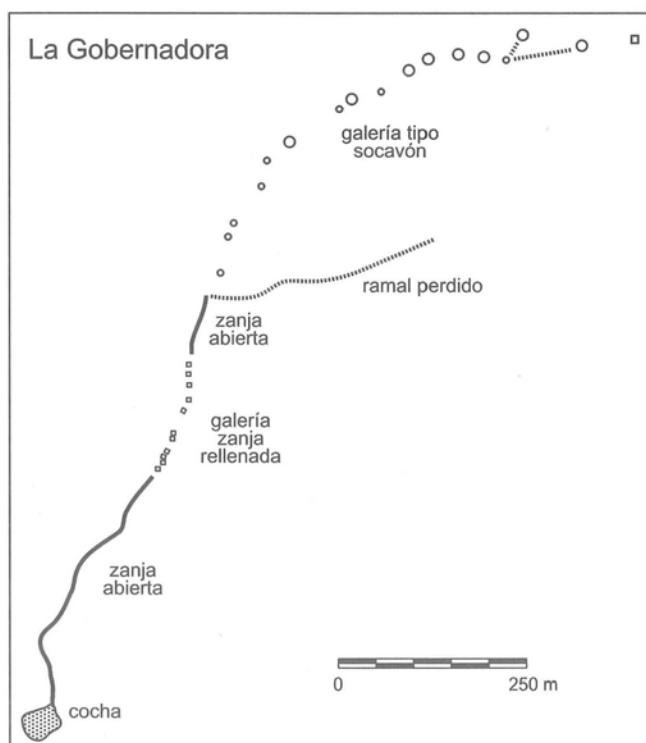 La Gobernadora
galería tipo
socavón
ramal perdido
zanja
abierta
galería
zanja
rellenada
zanja
abierta
cocha
0 250 m